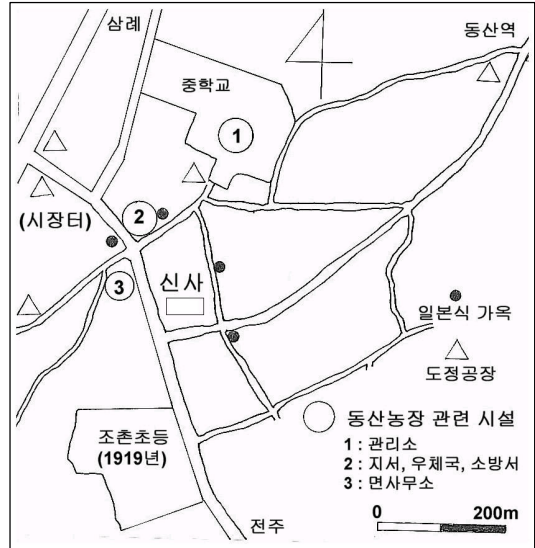 삼례
동산역
중학교
1
(시장터)
2
신사
3
일본식 가옥
도정공장
동산농장 관련 시설
1 : 관리소
2 : 지서, 우체국, 소방서
3 : 면사무소
조촌초등
(1919년)
전주
0 200m